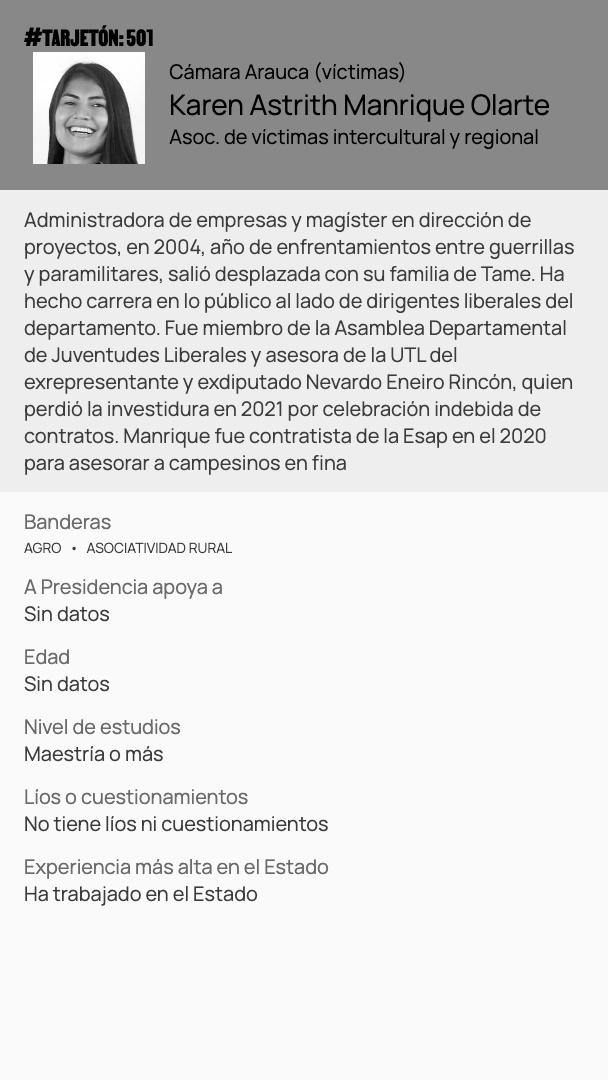 #TARJETÓN: 501
Cámara Arauca (víctimas)
Karen Astrith Manrique Olarte
Asoc. de víctimas intercultural y regional
Administradora de empresas y magíster en dirección de
proyectos, en 2004, año de enfrentamientos entre guerrillas
y paramilitares, salió desplazada con su familia de Tame. Ha
hecho carrera en lo público al lado de dirigentes liberales del
departamento. Fue miembro de la Asamblea Departamental
de Juventudes Liberales y asesora de la UTL del
exrepresentante y exdiputado Nevardo Eneiro Rincón, quien
perdió la investidura en 2021 por celebración indebida de
contratos. Manrique fue contratista de la Esap en el 2020
para asesorar a campesinos en fina
Banderas
AGRO • ASOCIATIVIDAD RURAL
A Presidencia apoya a
Sin datos
Edad
Sin datos
Nivel de estudios
Maestría o más
Líos o cuestionamientos
No tiene líos ni cuestionamientos
Experiencia más alta en el Estado
Ha trabajado en el Estado